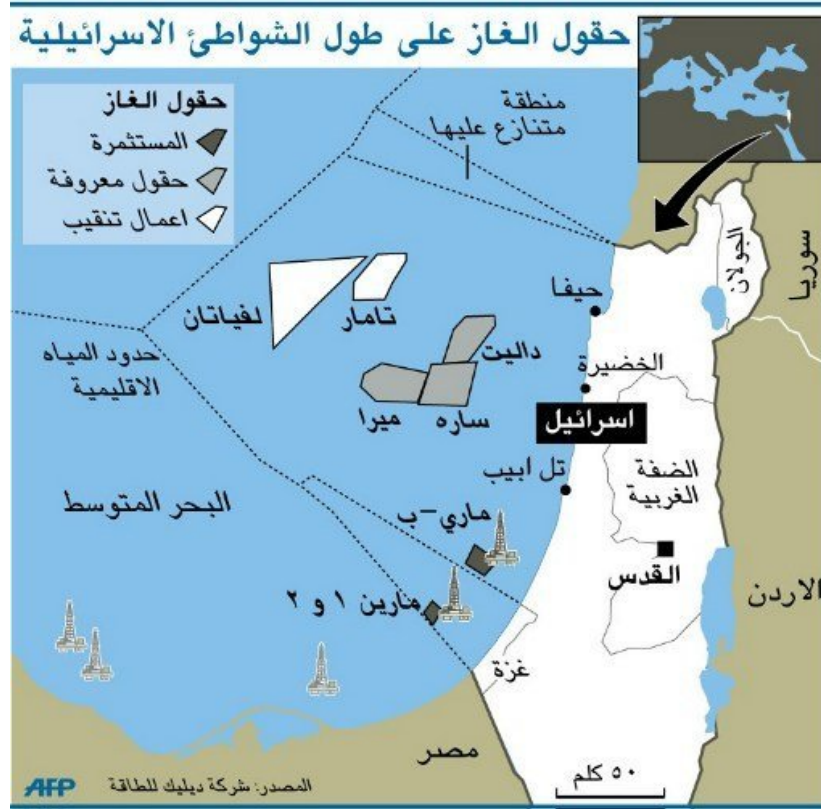 حقول الغاز على طول الشواطئ الاسرائيلية
حقول الغاز
المستثمرة
حقول معروفة
اعمال تنقيب
منطقة
متنازع عليها
سوريا
الجولان
حيفا
تامار
لفياتان
داليت
الخضيرة
حدود المياه
الاقليمية
ساره
ميرا
اسرائيل
الضفة
الغربية
تل ابيب
البحر المتوسط
ماري-ب
القدس
الاردن
مارين ١ و ٢
غزة
مصر
٥٠ كلم
المصدر: شركة ديليك للطاقة
AFP